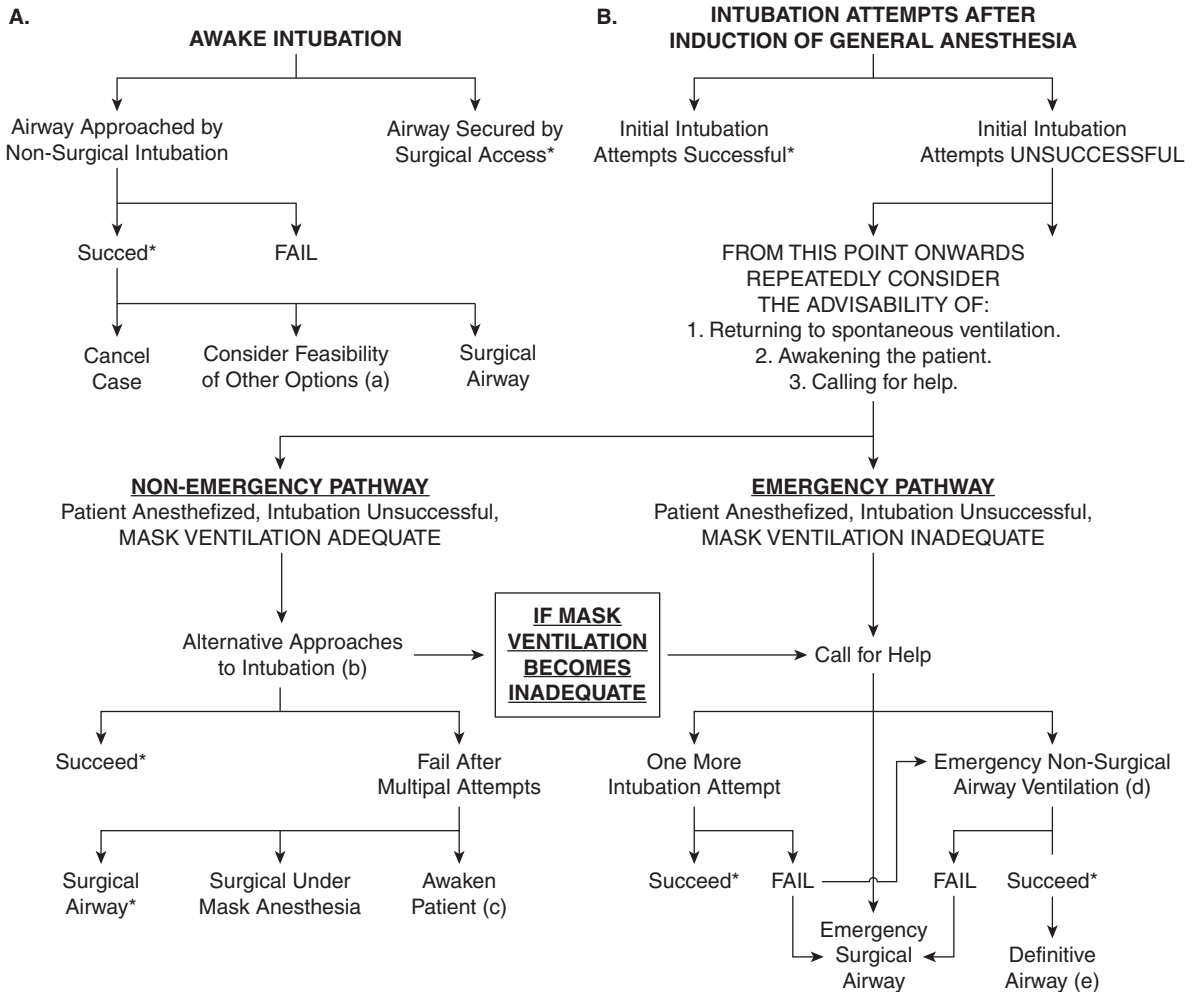 A.
AWAKE INTUBATION
Airway Approached by
Non-Surgical Intubation
Airway Secured by
Surgical Access*
Succed*
FAIL
Cancel
Case
Consider Feasibility
of Other Options (a)
Surgical
Airway
B.
INTUBATION ATTEMPTS AFTER
INDUCTION OF GENERAL ANESTHESIA
Initial Intubation
Attempts Successful*
Initial Intubation
Attempts UNSUCCESSFUL
FROM THIS POINT ONWARDS
REPEATEDLY CONSIDER
THE ADVISABILITY OF:
1. Returning to spontaneous ventilation.
2. Awakening the patient.
3. Calling for help.
NON-EMERGENCY PATHWAY
Patient Anesthefized, Intubation Unsuccessful,
MASK VENTILATION ADEQUATE
EMERGENCY PATHWAY
Patient Anesthefized, Intubation Unsuccessful,
MASK VENTILATION INADEQUATE
Alternative Approaches
to Intubation (b)
IF MASK
VENTILATION
BECOMES
INADEQUATE
Call for Help
Succeed*
Fail After
Multipal Attempts
One More
Intubation Attempt
Emergency Non-Surgical
Airway Ventilation (d)
Surgical
Airway*
Surgical Under
Mask Anesthesia
Awaken
Patient (c)
Succeed*
FAIL
FAIL
Succeed*
Emergency
Surgical
Airway
Definitive
Airway (e)